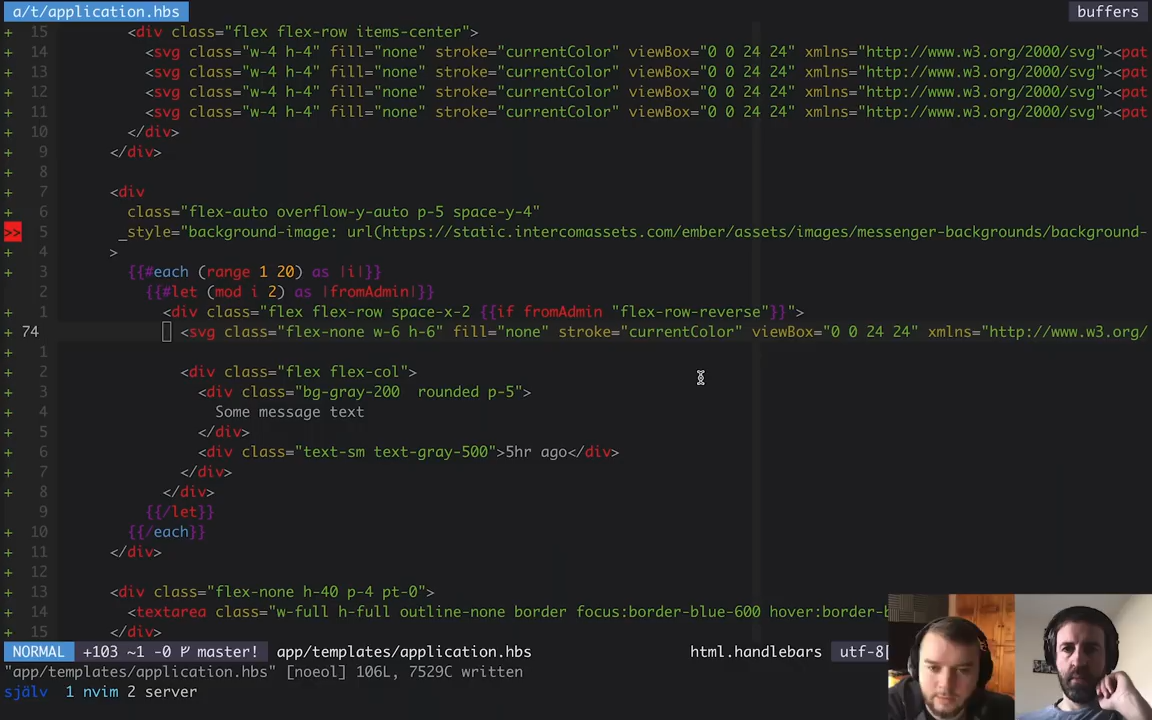 a/t/application.hbs buffers
+ 15 <div class="flex flex-row items-center">
+ 14 <svg class="w-4 h-4" fill="none" stroke="currentColor" viewBox="0 0 24 24" xmlns="http://www.w3.org/2000/svg"><pat
+ 13 <svg class="w-4 h-4" fill="none" stroke="currentColor" viewBox="0 0 24 24" xmlns="http://www.w3.org/2000/svg"><pat
+ 12 <svg class="w-4 h-4" fill="none" stroke="currentColor" viewBox="0 0 24 24" xmlns="http://www.w3.org/2000/svg"><pat
+ 11 <svg class="w-4 h-4" fill="none" stroke="currentColor" viewBox="0 0 24 24" xmlns="http://www.w3.org/2000/svg"><pat
+ 10 </div>
+ 9 </div>
+ 8
+ 7 <div
+ 6 class="flex-auto overflow-y-auto p-5 space-y-4"
>> 5 _style="background-image: url(https://static.intercomassets.com/ember/assets/images/messenger-backgrounds/background-
+ 4 >
+ 3 {{#each (range 1 20) as |i|}}
+ 2 {{#let (mod i 2) as |fromAdmin|}}
+ 1 <div class="flex flex-row space-x-2 {{if fromAdmin "flex-row-reverse"}}">
+ 74 <svg class="flex-none w-6 h-6" fill="none" stroke="currentColor" viewBox="0 0 24 24" xmlns="http://www.w3.org/
+ 1
+ 2 <div class="flex flex-col">
+ 3 <div class="bg-gray-200  rounded p-5">
+ 4 Some message text
+ 5 </div>
+ 6 <div class="text-sm text-gray-500">5hr ago</div>
+ 7 </div>
+ 8 </div>
+ 9 {{/let}}
+ 10 {{/each}}
+ 11 </div>
+ 12
+ 13 <div class="flex-none h-40 p-4 pt-0">
+ 14 <textarea class="w-full h-full outline-none border focus:border-blue-600 hover:border-b
+ 15 </div>
NORMAL +103 ~1 -0 master! app/templates/application.hbs html.handlebars utf-8[
"app/templates/application.hbs" [noeol] 106L, 7529C written
själv 1 nvim 2 server